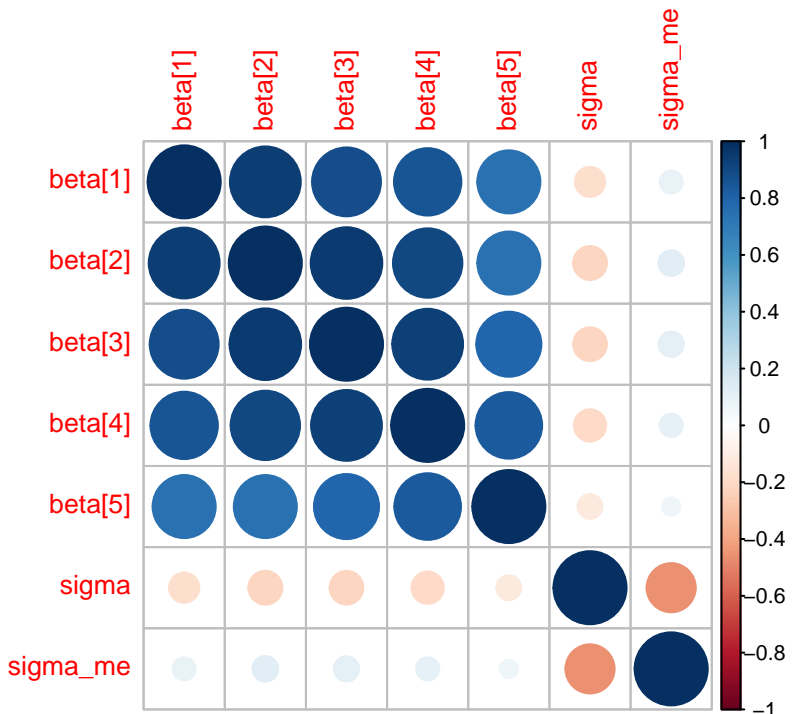 beta[1]
beta[2]
beta[3]
beta[4]
beta[5]
sigma
sigma_me
beta[1]
beta[2]
beta[3]
beta[4]
beta[5]
sigma
sigma_me
1
0.8
0.6
0.4
0.2
0
−0.2
−0.4
−0.6
−0.8
−1